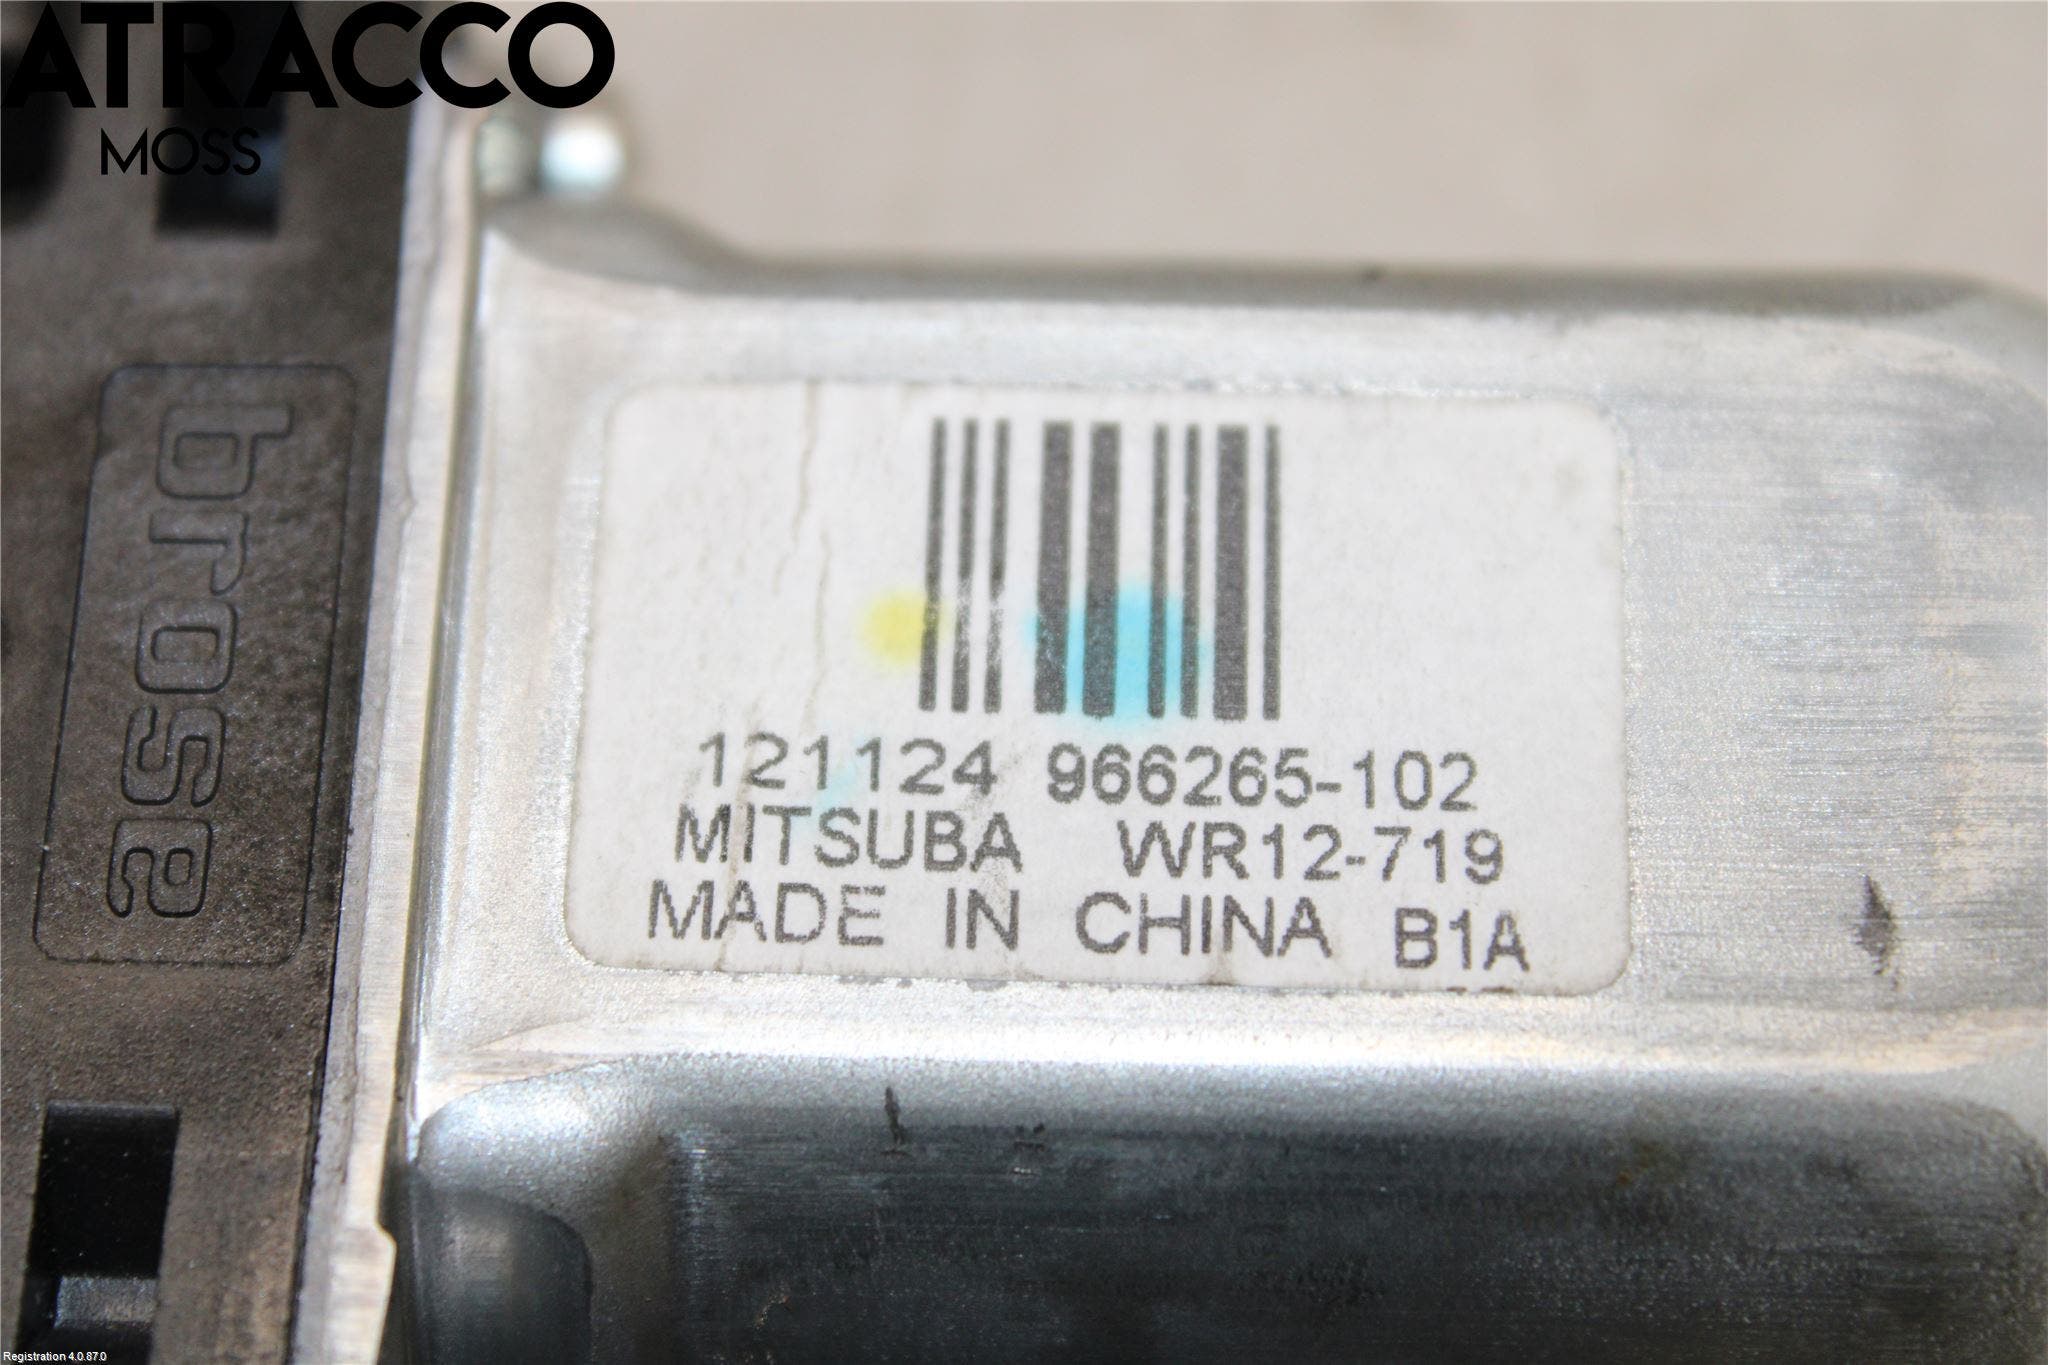 ATRACCO
MOSS
brose
121124 966265-102
MITSUBA WR12-719
MADE IN CHINA B1A
Registration 4.0.87.0